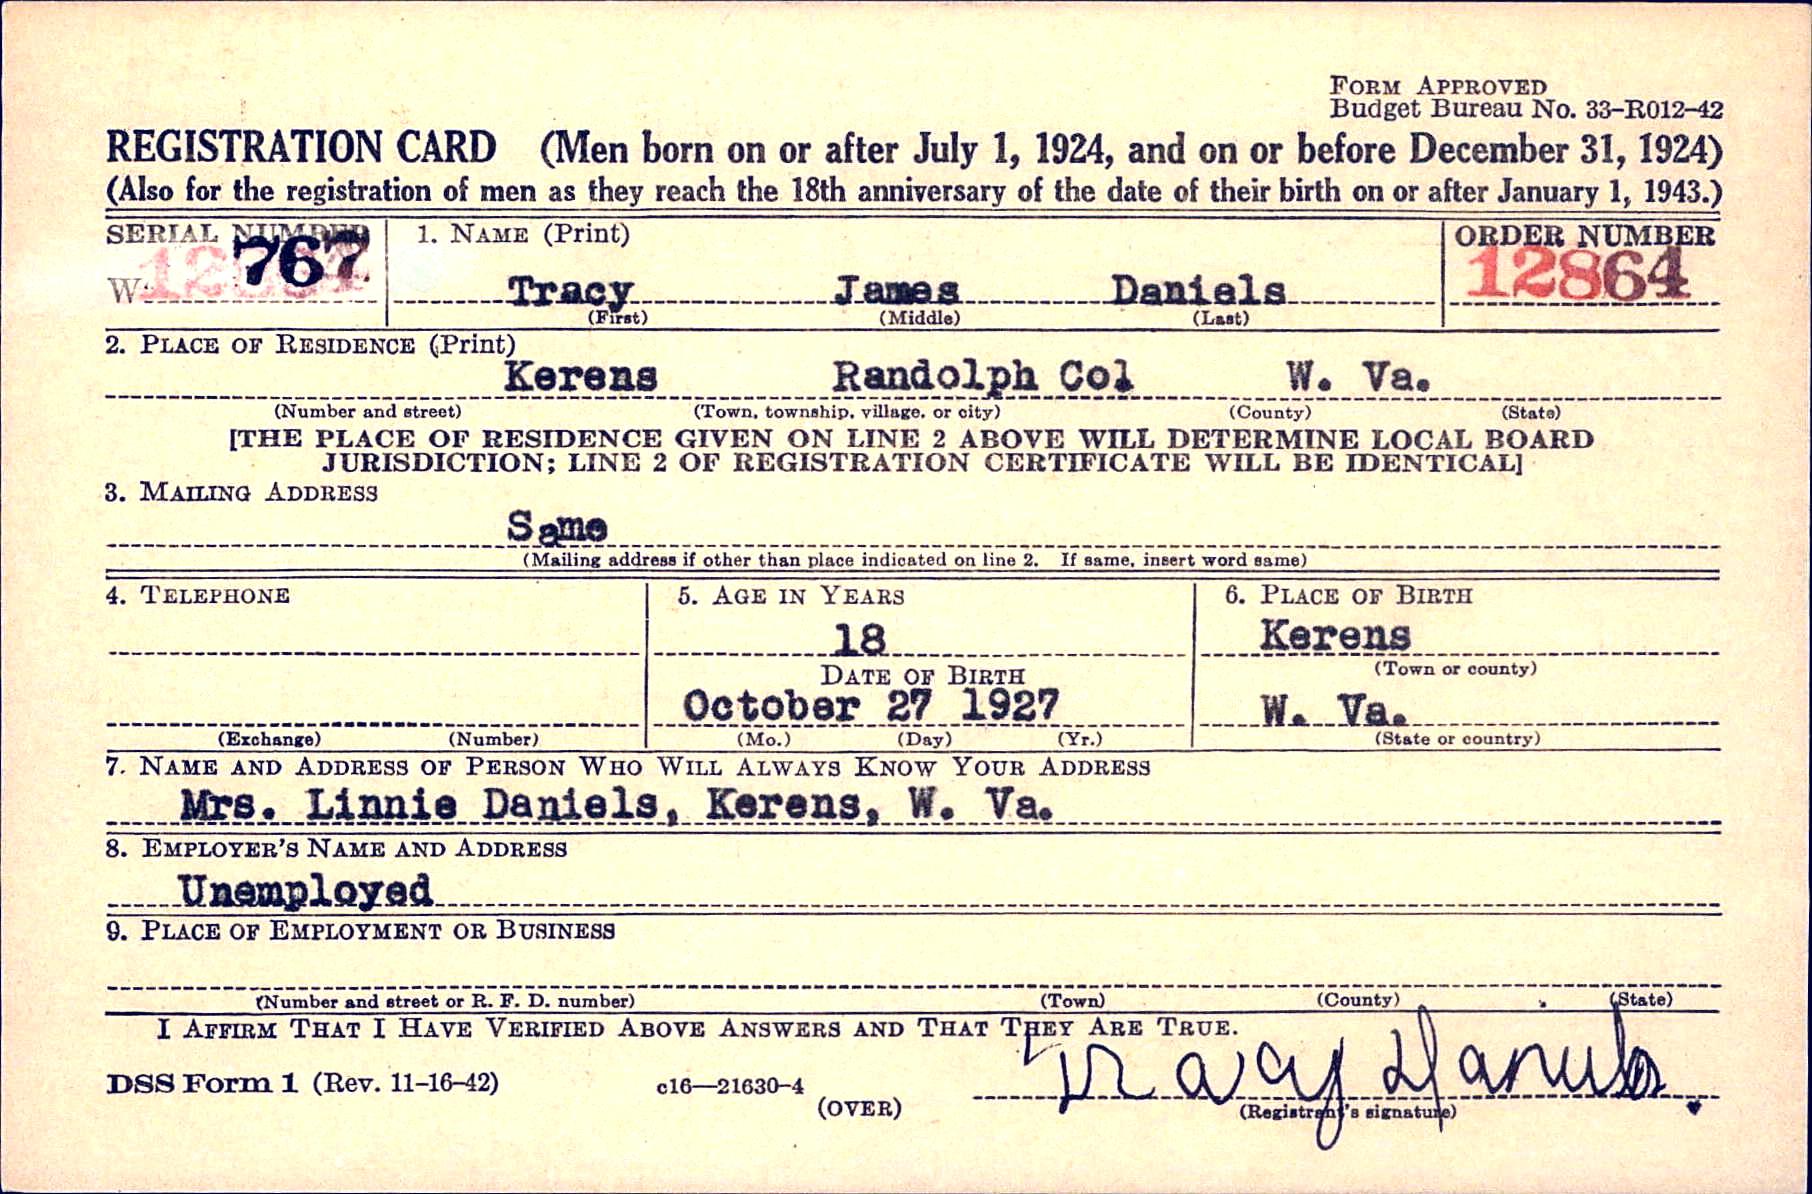 FORM APPROVED
Budget Bureau No. 33–R012–42
REGISTRATION CARD (Men born on or after July 1, 1924, and on or before December 31, 1924)
(Also for the registration of men as they reach the 18th anniversary of the date of their birth on or after January 1, 1943.)
SERIAL NUMBER 1. NAME (Print) ORDER NUMBER
W- 767 Tracy James Daniels 12864
(First) (Middle) (Last)
2. PLACE OF RESIDENCE (Print)
Kerens Randolph Col W. Va.
(Number and street) (Town, township, village, or city) (County) (State)
[THE PLACE OF RESIDENCE GIVEN ON LINE 2 ABOVE WILL DETERMINE LOCAL BOARD
JURISDICTION; LINE 2 OF REGISTRATION CERTIFICATE WILL BE IDENTICAL]
3. MAILING ADDRESS
Same
(Mailing address if other than place indicated on line 2. If same, insert word same)
4. TELEPHONE 5. AGE IN YEARS 6. PLACE OF BIRTH
18 Kerens
DATE OF BIRTH (Town or county)
October 27 1927 W. Va.
(Exchange) (Number) (Mo.) (Day) (Yr.) (State or country)
7. NAME AND ADDRESS OF PERSON WHO WILL ALWAYS KNOW YOUR ADDRESS
Mrs. Linnie Daniels, Kerens, W. Va.
8. EMPLOYER'S NAME AND ADDRESS
Unemployed
9. PLACE OF EMPLOYMENT OR BUSINESS
(Number and street or R. F. D. number) (Town) (County) (State)
I AFFIRM THAT I HAVE VERIFIED ABOVE ANSWERS AND THAT THEY ARE TRUE.
DSS Form 1 (Rev. 11-16-42) c16—21630-4 Tracy Daniels
(OVER) (Registrant's signature)